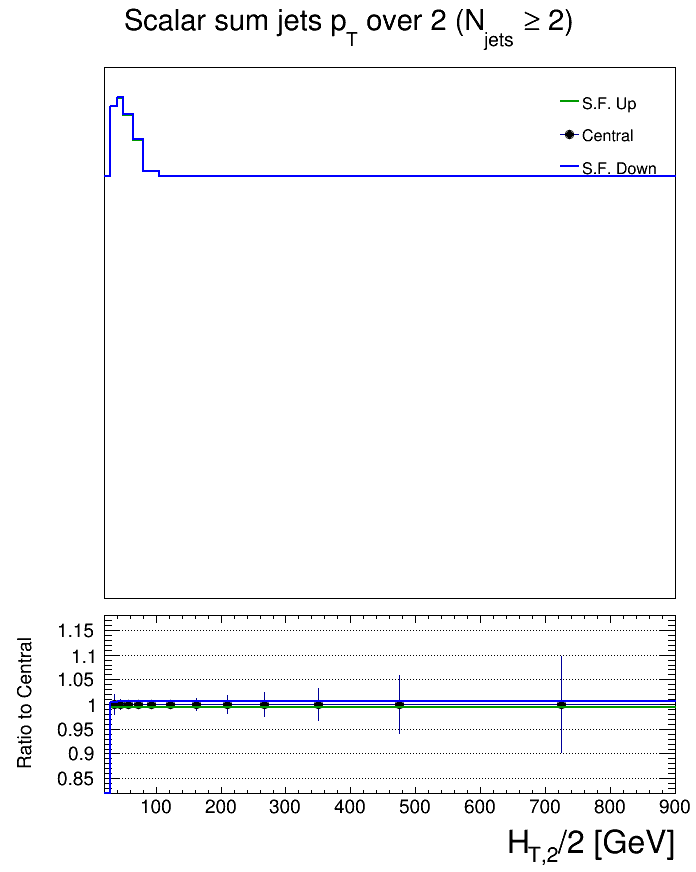 Scalar sum jets p_T over 2 (N_jets ≥ 2)
S.F. Up
Central
S.F. Down
Ratio to Central
1.15
1.1
1.05
1
0.95
0.9
0.85
100 200 300 400 500 600 700 800 900
H_T,2/2 [GeV]